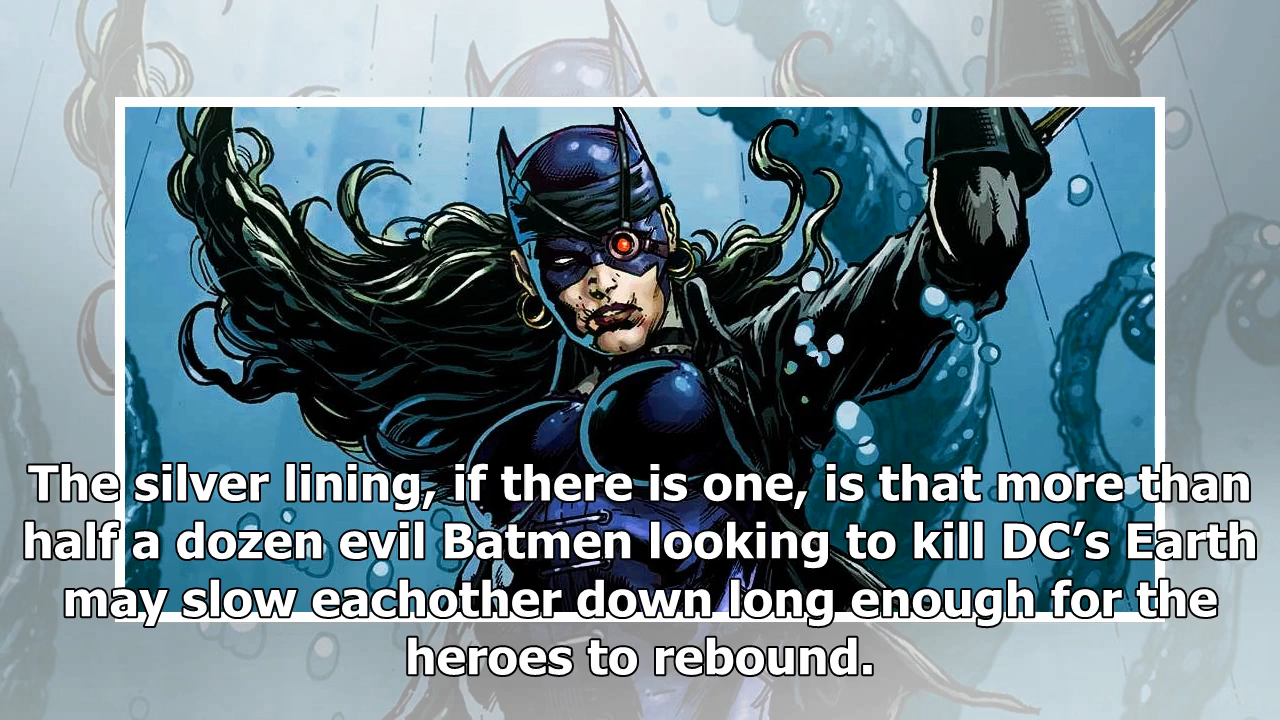 The silver lining, if there is one, is that more than
half a dozen evil Batmen looking to kill DC’s Earth
may slow eachother down long enough for the
heroes to rebound.